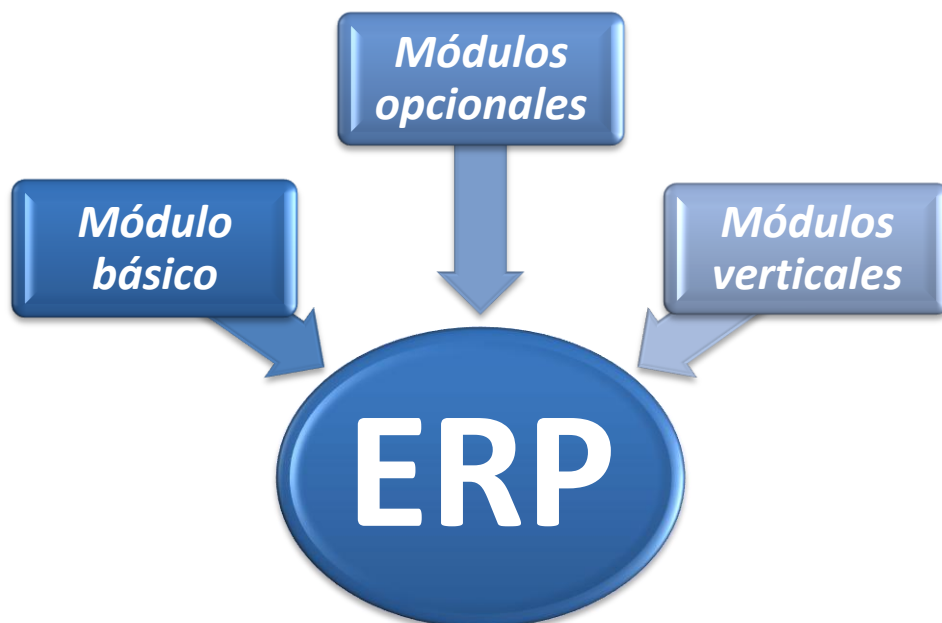 Módulos
opcionales
Módulo
básico
Módulos
verticales
ERP